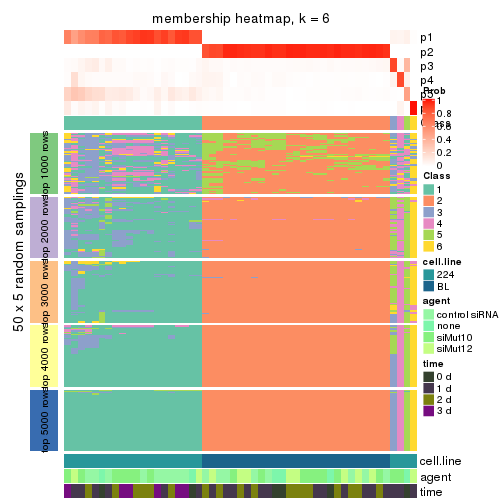 membership heatmap, k = 6
p1
p2
p3
p4
p6
Prob
1
0.8
0.6
0.4
0.2
0
Class
1
2
3
4
5
6
cell.line
224
BL
agent
control siRNA
none
siMut10
siMut12
time
0 d
1 d
2 d
3 d
50 x 5 random samplings
top 1000 rows
top 2000 rows
top 3000 rows
top 4000 rows
top 5000 rows
cell.line
agent
time